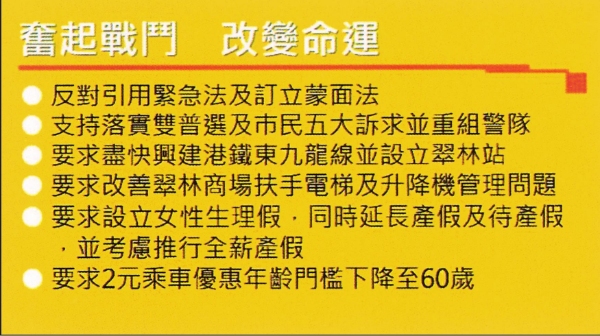 奮起戰鬥　改變命運
反對引用緊急法及訂立蒙面法
支持落實雙普選及市民五大訴求並重組警隊
要求盡快興建港鐵東九龍線並設立翠林站
要求改善翠林商場扶手電梯及升降機管理問題
要求設立女性生理假，同時延長產假及待產假
，並考慮推行全薪產假
要求2元乘車優惠年齡門檻下降至60歲